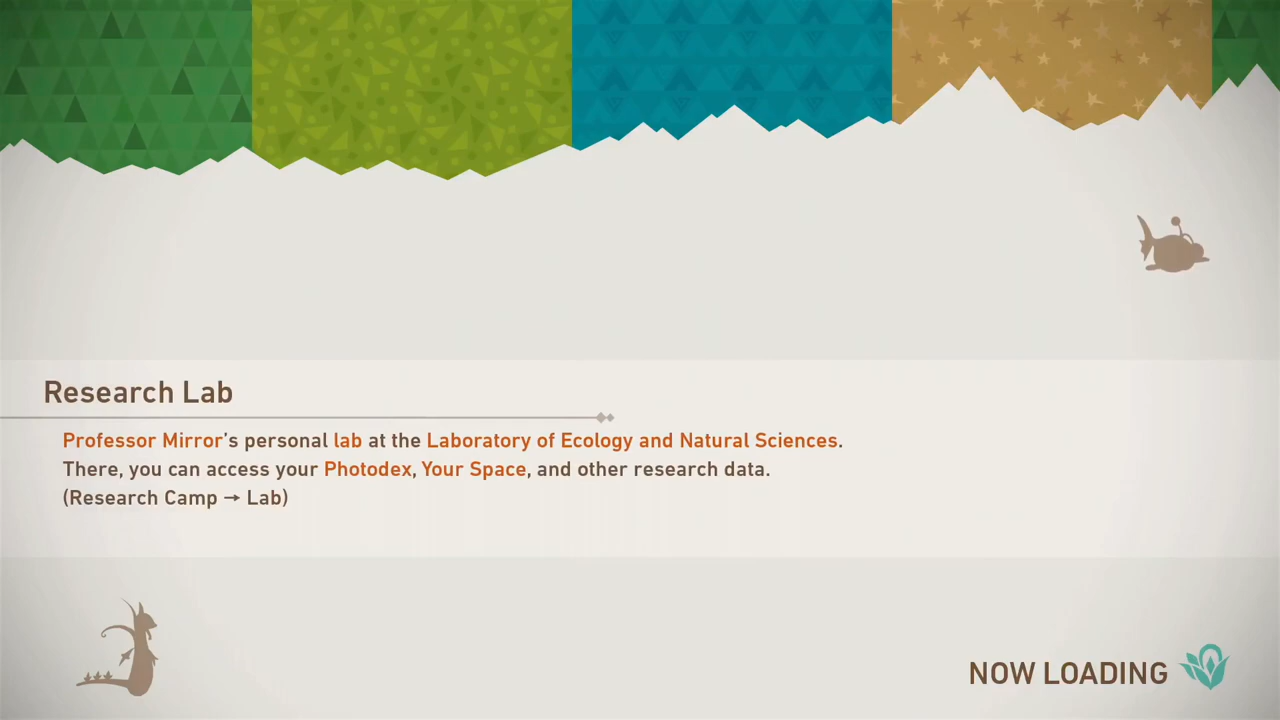 Research Lab
Professor Mirror's personal lab at the Laboratory of Ecology and Natural Sciences.
There, you can access your Photodex, Your Space, and other research data.
(Research Camp → Lab)
NOW LOADING